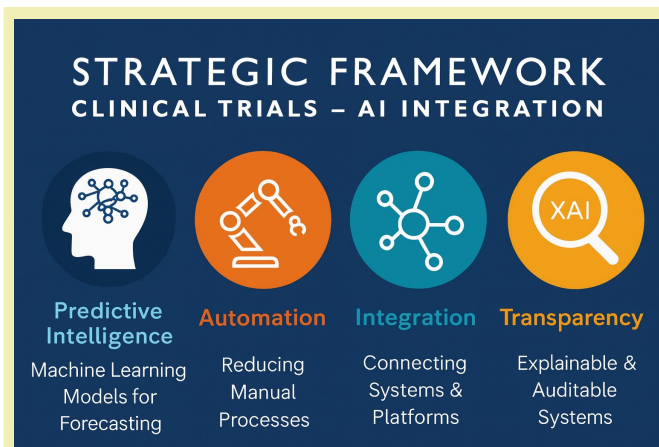 STRATEGIC FRAMEWORK
CLINICAL TRIALS – AI INTEGRATION
XAI
Predictive
Intelligence
Machine Learning
Models for
Forecasting
Automation
Reducing
Manual
Processes
Integration
Connecting
Systems &
Platforms
Transparency
Explainable &
Auditable
Systems